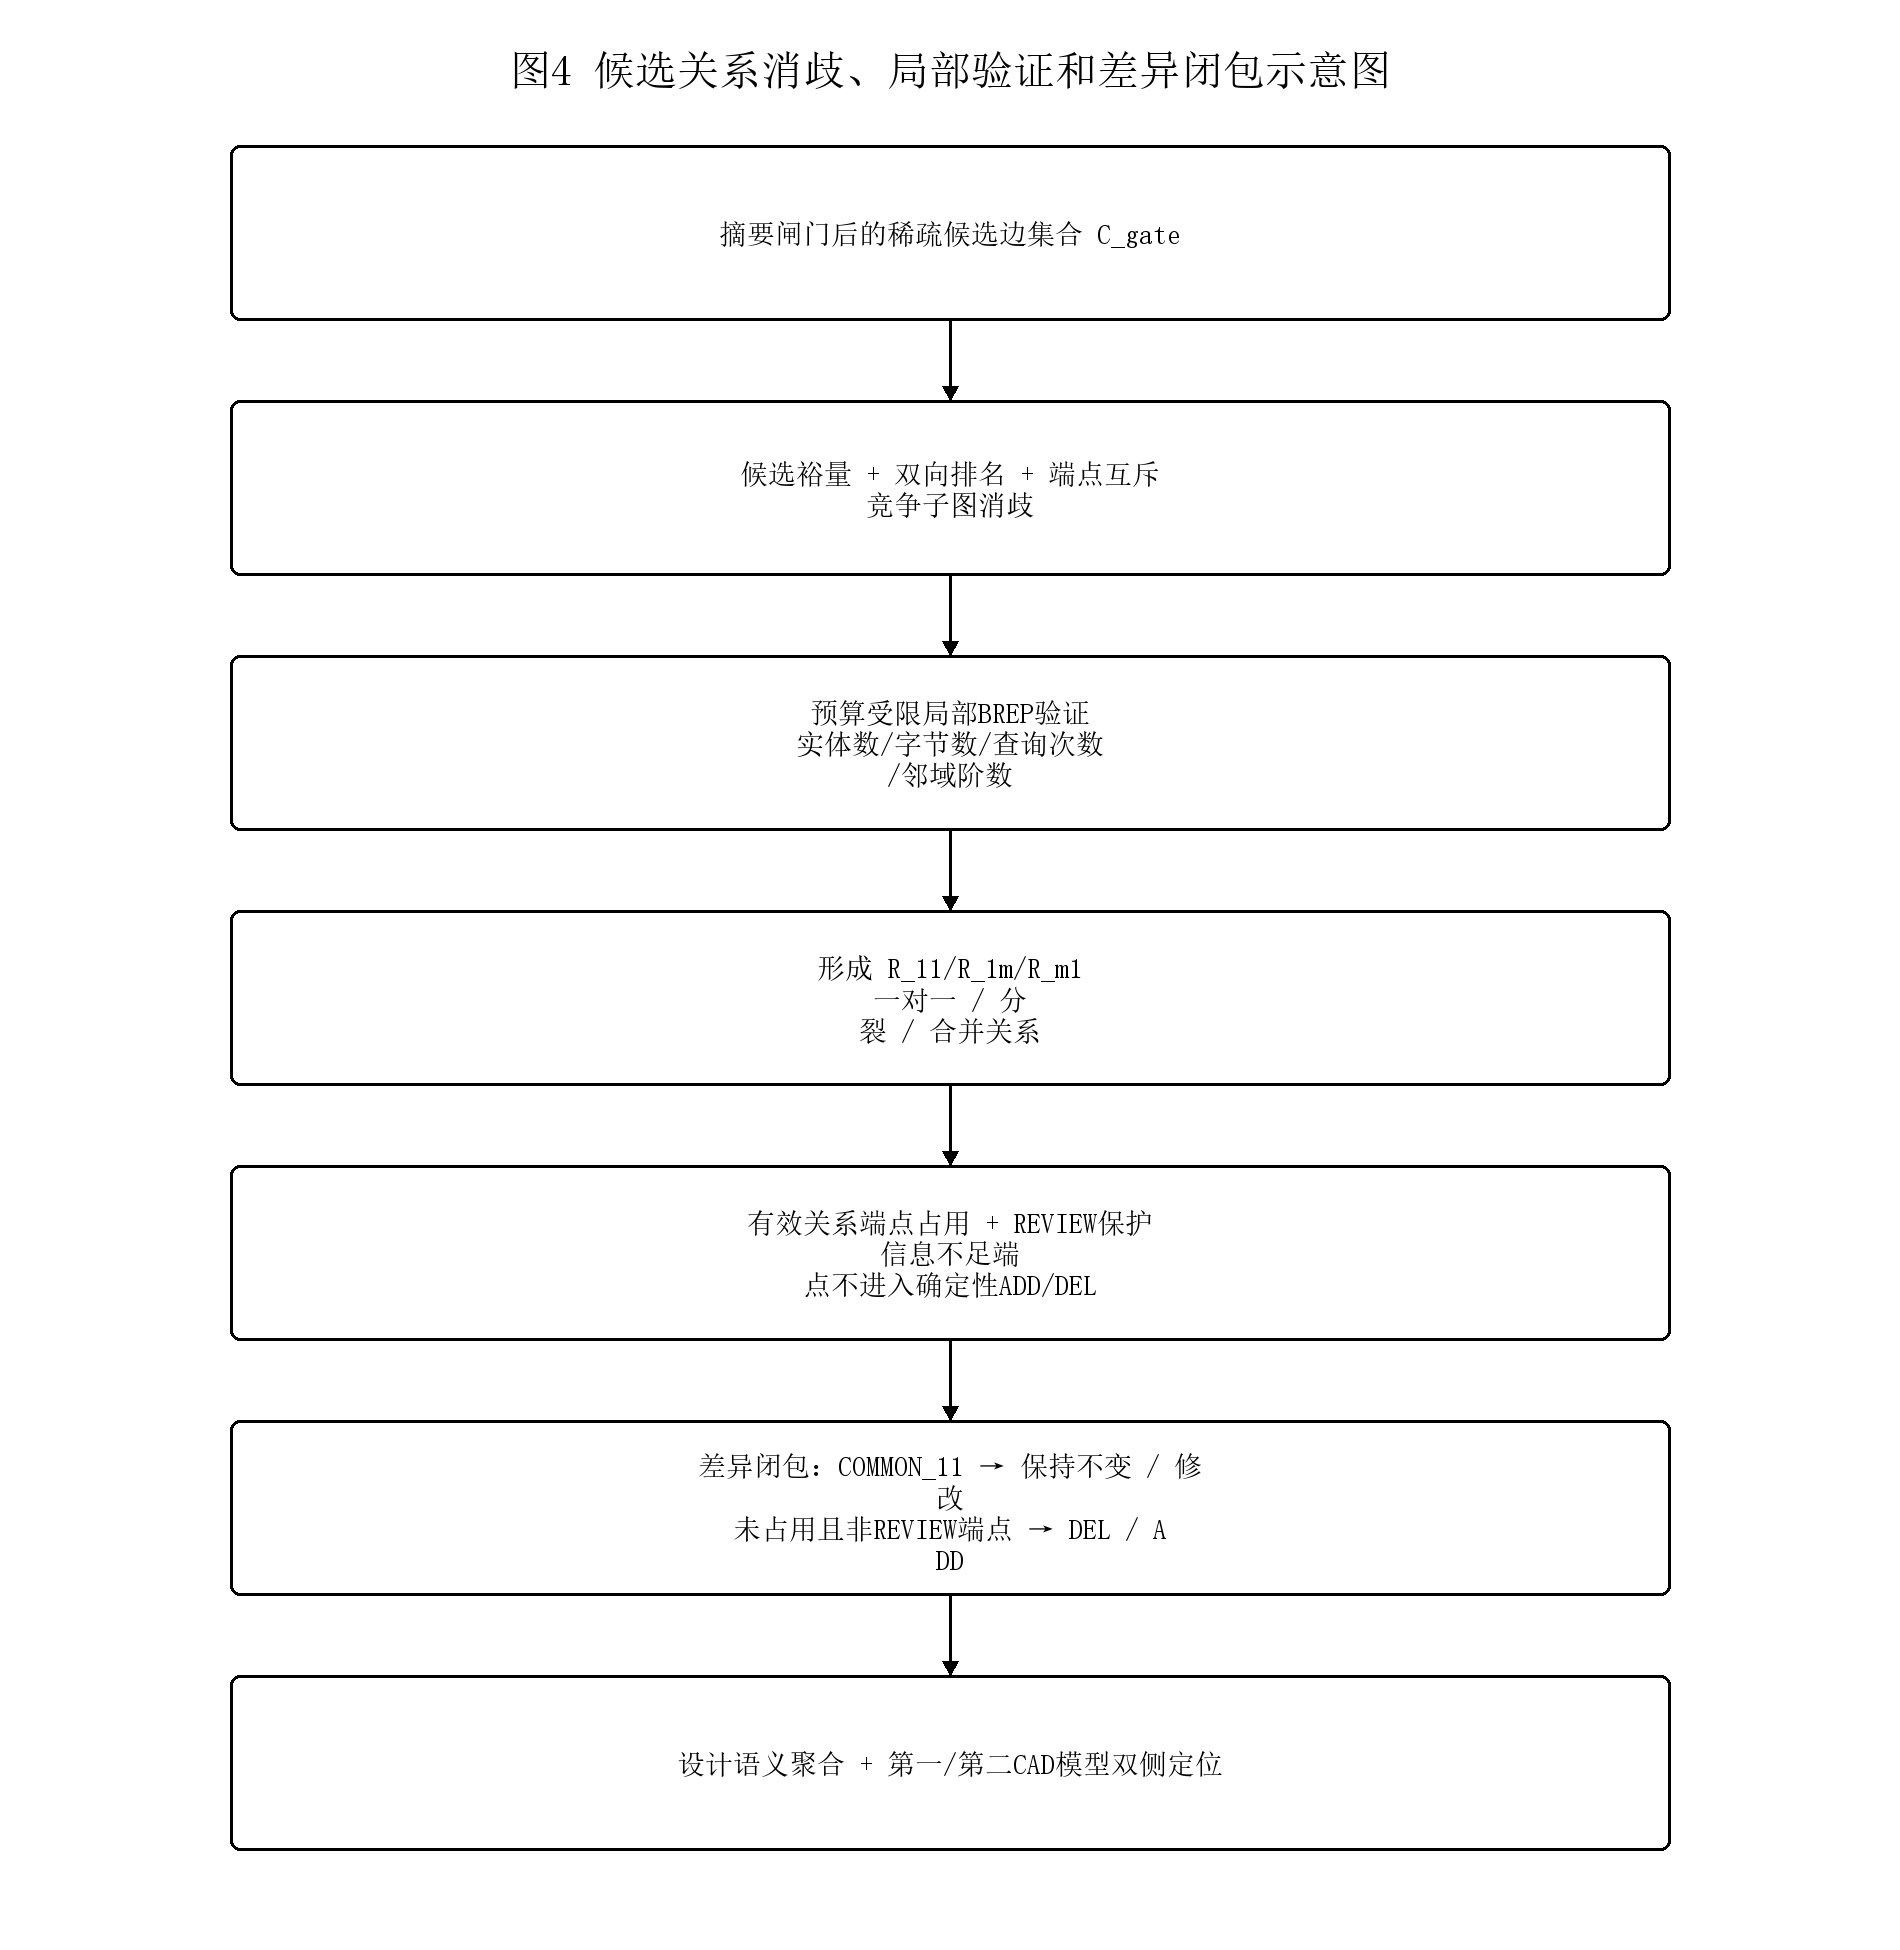 图4 候选关系消歧、局部验证和差异闭包示意图
摘要闸门后的稀疏候选边集合 C_gate
候选裕量 + 双向排名 + 端点互斥
竞争子图消歧
预算受限局部BREP验证
实体数/字节数/查询次数
/邻域阶数
形成 R_11/R_1m/R_m1
一对一 / 分
裂 / 合并关系
有效关系端点占用 + REVIEW保护
信息不足端
点不进入确定性ADD/DEL
差异闭包：COMMON_11 → 保持不变 / 修
改
未占用且非REVIEW端点 → DEL / A
DD
设计语义聚合 + 第一/第二CAD模型双侧定位